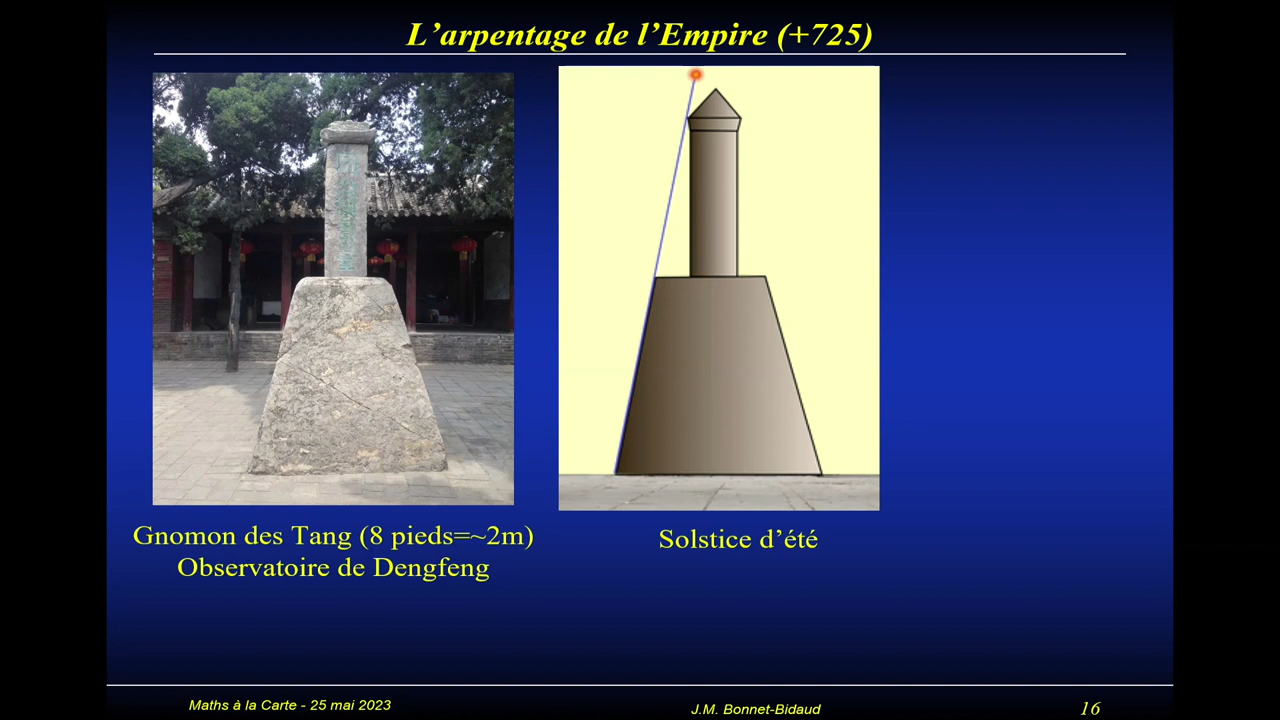 L’arpentage de l’Empire (+725)
Gnomon des Tang (8 pieds=~2m)
Observatoire de Dengfeng
Solstice d’été
Maths à la Carte - 25 mai 2023
J.M. Bonnet-Bidaud
16